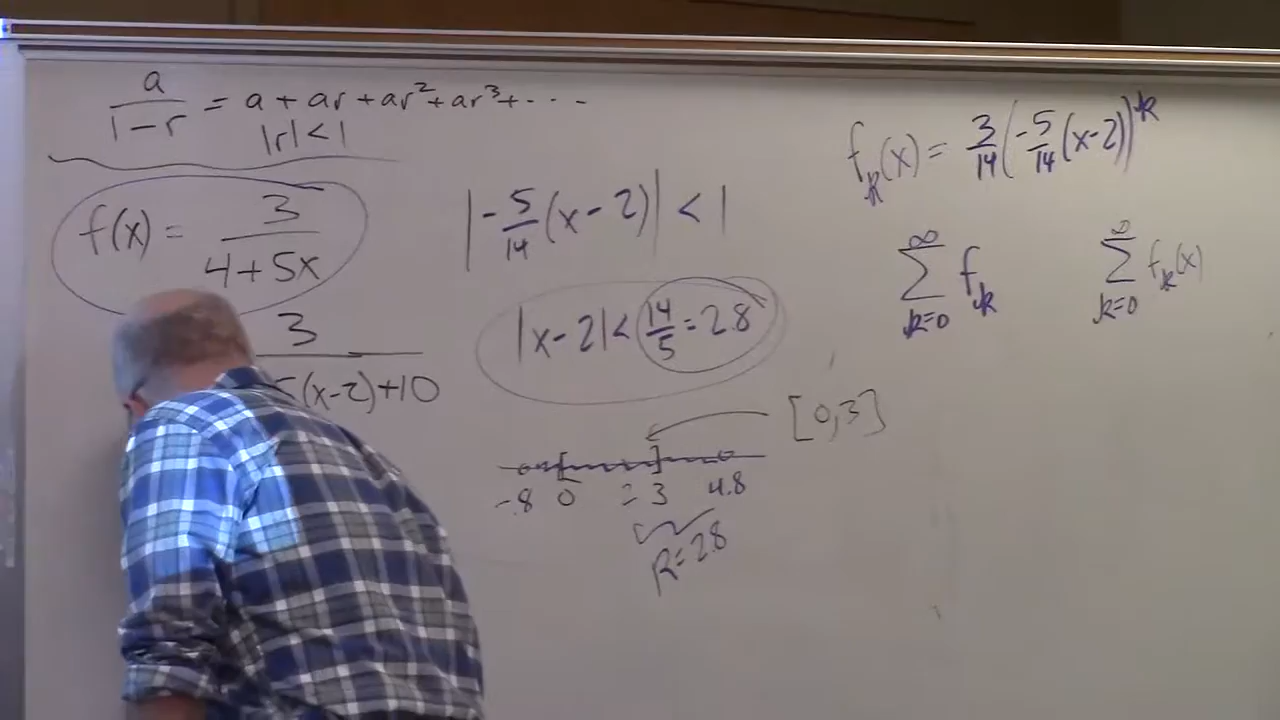 a/(1-r) = a + ar + ar² + ar³ + ...
|r| < 1
f(x) = 3/(4+5x)
3
5(x-2)+10
|-5/14(x-2)| < 1
|x-2| < 14/5 = 2.8
[0,3]
-.8 0 3 4.8
R=2.8
f_k(x) = 3/14(-5/14(x-2))^k
∞ ∑ k=0 f_k
∞ ∑ k=0 f_k(x)